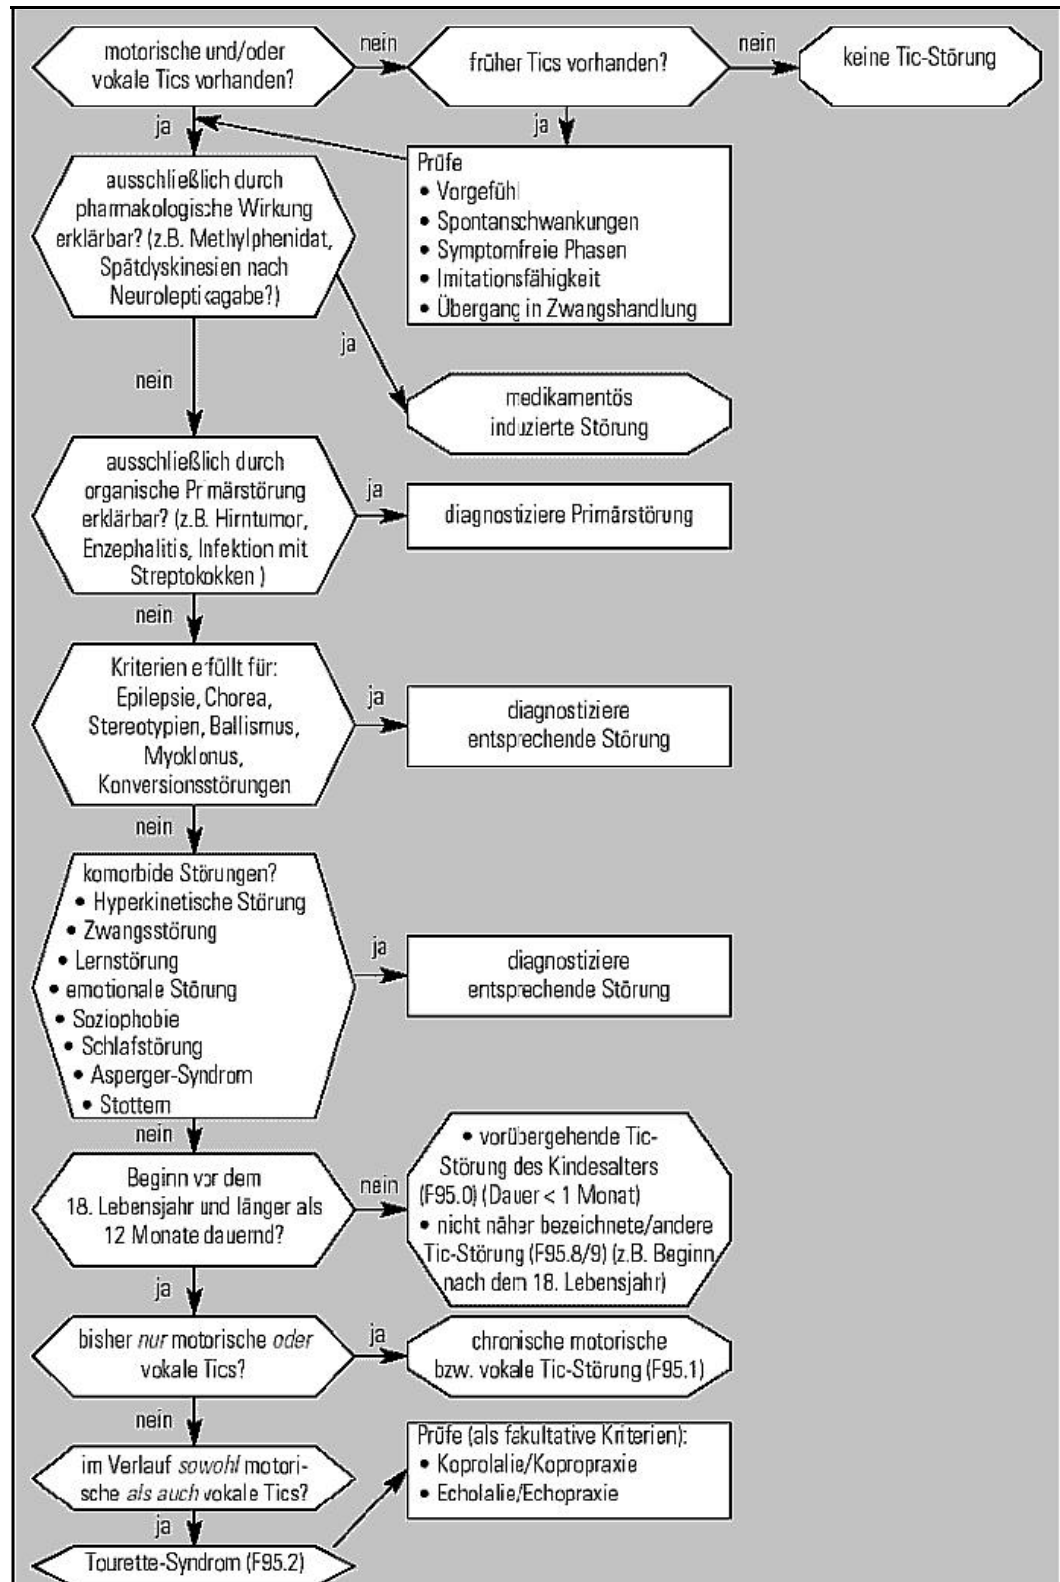 motorische und/oder
vokale Tics vorhanden?
nein
früher Tics vorhanden?
nein
keine Tic-Störung
ja
ja
ausschließlich durch
pharmakologische Wirkung
erklärbar? (z.B. Methylphenidat,
Spätdyskinesien nach
Neuroleptikagabe?)
Prüfe
• Vorgefühl
• Spontanschwankungen
• Symptomfreie Phasen
• Imitationsfähigkeit
• Übergang in Zwangshandlung
ja
nein
medikamentös
induzierte Störung
ausschließlich durch
organische Primärstörung
erklärbar? (z.B. Hirntumor,
Enzephalitis, Infektion mit
Streptokokken )
ja
diagnostiziere Primärstörung
nein
Kriterien erfüllt für:
Epilepsie, Chorea,
Stereotypien, Ballismus,
Myoklonus,
Konversionsstörungen
ja
diagnostiziere
entsprechende Störung
nein
komorbide Störungen?
• Hyperkinetische Störung
• Zwangsstörung
• Lernstörung
• emotionale Störung
• Soziophobie
• Schlafstörung
• Asperger-Syndrom
• Stottern
ja
diagnostiziere
entsprechende Störung
nein
Beginn vor dem
18. Lebensjahr und länger als
12 Monate dauernd?
nein
• vorübergehende Tic-
Störung des Kindesalters
(F95.0) (Dauer < 1 Monat)
• nicht näher bezeichnete/andere
Tic-Störung (F95.8/9) (z.B. Beginn
nach dem 18. Lebensjahr)
ja
bisher nur motorische oder
vokale Tics?
ja
chronische motorische
bzw. vokale Tic-Störung (F95.1)
nein
im Verlauf sowohl motori-
sche als auch vokale Tics?
Prüfe (als fakultative Kriterien):
• Koprolalie/Kopropraxie
• Echolalie/Echopraxie
ja
Tourette-Syndrom (F95.2)